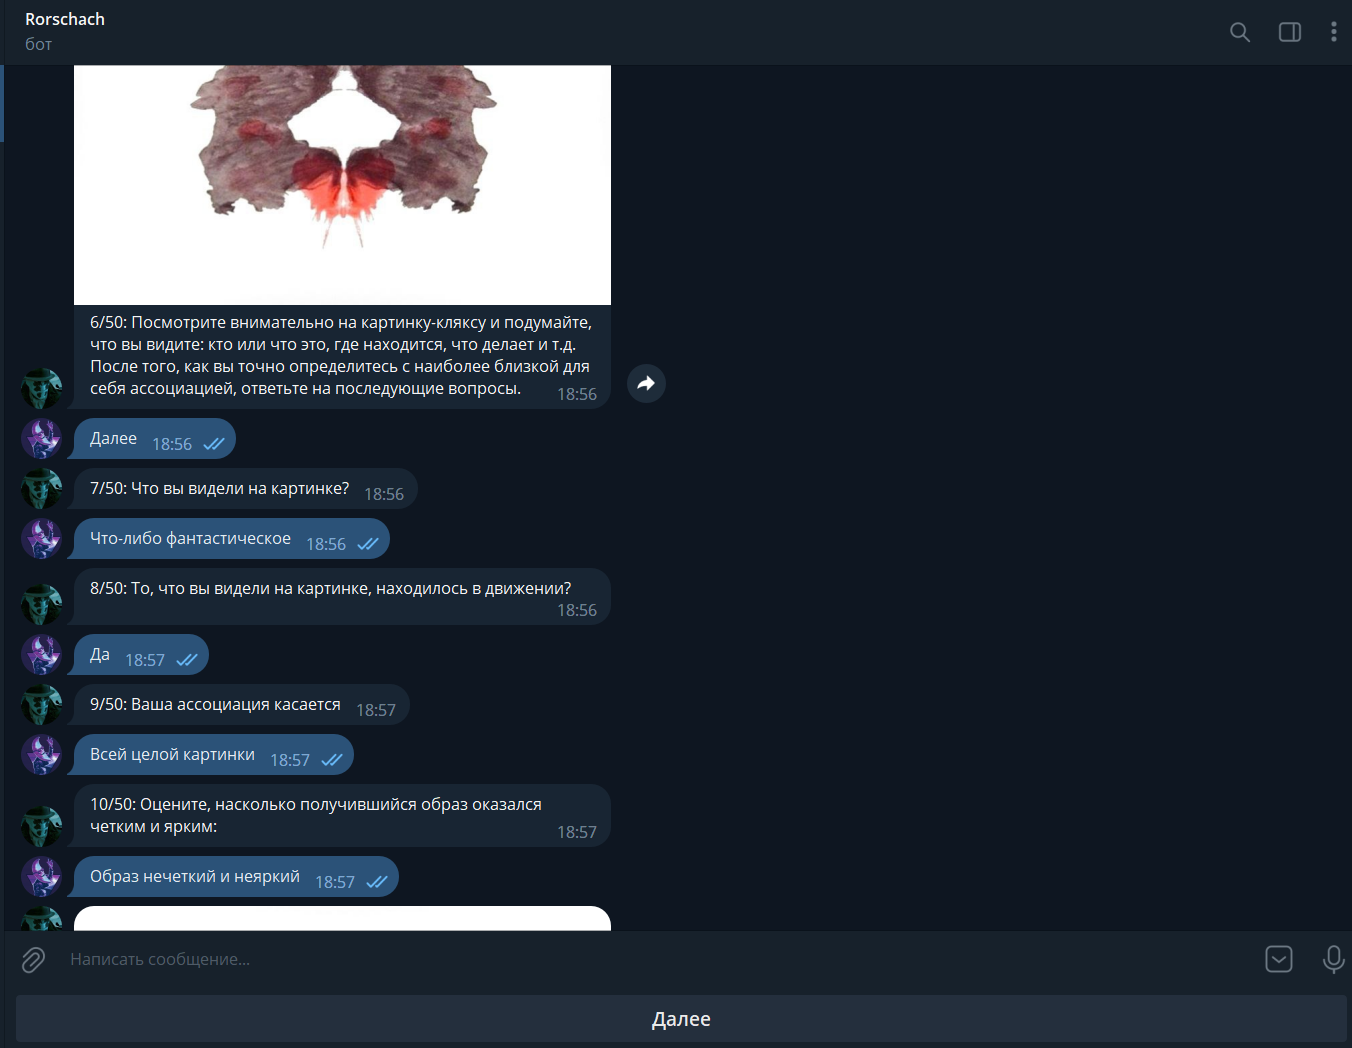 Rorschach
бот
6/50: Посмотрите внимательно на картинку-кляксу и подумайте,
что вы видите: кто или что это, где находится, что делает и т.д.
После того, как вы точно определитесь с наиболее близкой для
себя ассоциацией, ответьте на последующие вопросы. 18:56
Далее 18:56
7/50: Что вы видели на картинке? 18:56
Что-либо фантастическое 18:56
8/50: То, что вы видели на картинке, находилось в движении?
18:56
Да 18:57
9/50: Ваша ассоциация касается 18:57
Всей целой картинки 18:57
10/50: Оцените, насколько получившийся образ оказался
четким и ярким: 18:57
Образ нечеткий и неяркий 18:57
Написать сообщение...
Далее